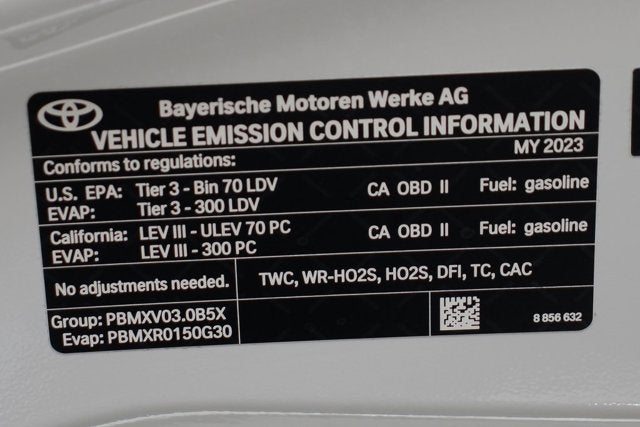 Bayerische Motoren Werke AG
VEHICLE EMISSION CONTROL INFORMATION
Conforms to regulations: MY 2023
U.S. EPA: Tier 3 - Bin 70 LDV CA OBD II Fuel: gasoline
EVAP: Tier 3 - 300 LDV
California: LEV III - ULEV 70 PC CA OBD II Fuel: gasoline
EVAP: LEV III - 300 PC
No adjustments needed. TWC, WR-HO2S, HO2S, DFI, TC, CAC
Group: PBMXV03.0B5X
Evap: PBMXR0150G30 8 856 632